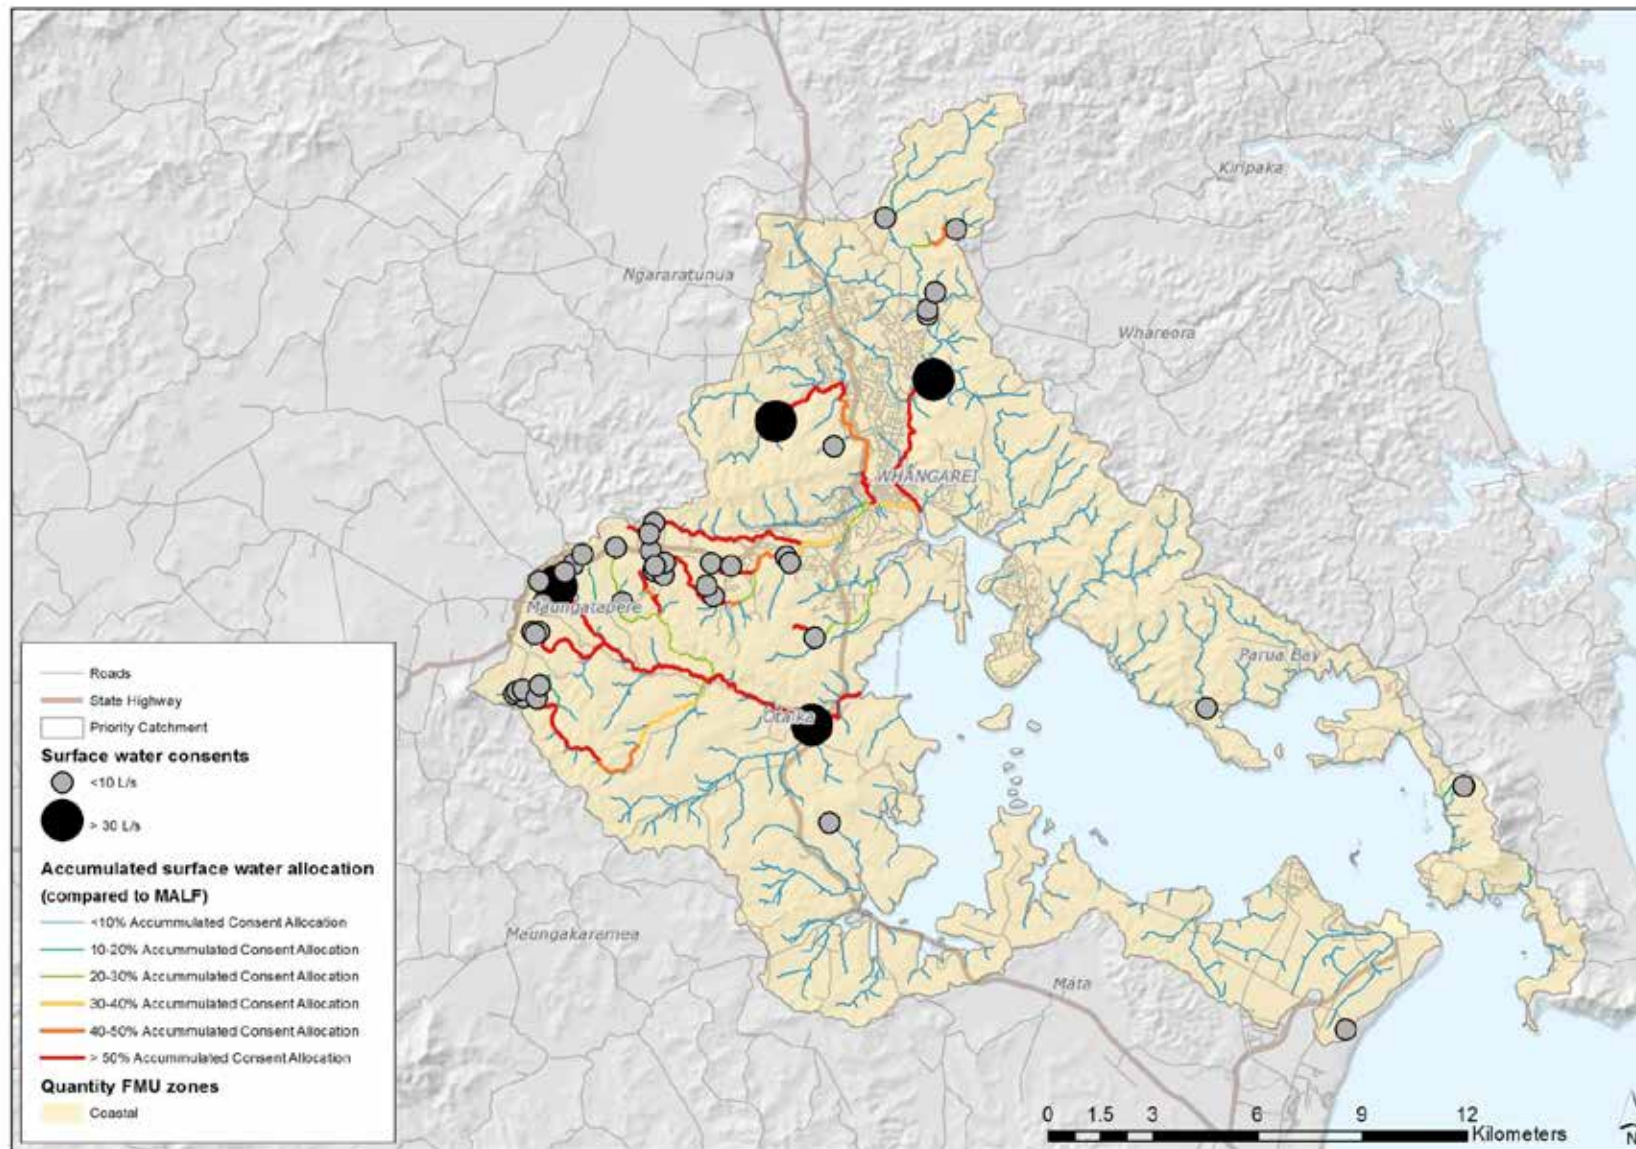 Kiripaka
Ngararatunua
Whareora
WHANGAREI
Maungatapere
Parua Bay
Otaika
Maungakaramea
Mata
Roads
State Highway
Priority Catchment
Surface water consents
<10 L/s
> 30 L/s
Accumulated surface water allocation
(compared to MALF)
<10% Accummulated Consent Allocation
10-20% Accummulated Consent Allocation
20-30% Accummulated Consent Allocation
30-40% Accummulated Consent Allocation
40-50% Accummulated Consent Allocation
> 50% Accummulated Consent Allocation
Quantity FMU zones
Coastal
0 1.5 3 6 9 12
Kilometers
N